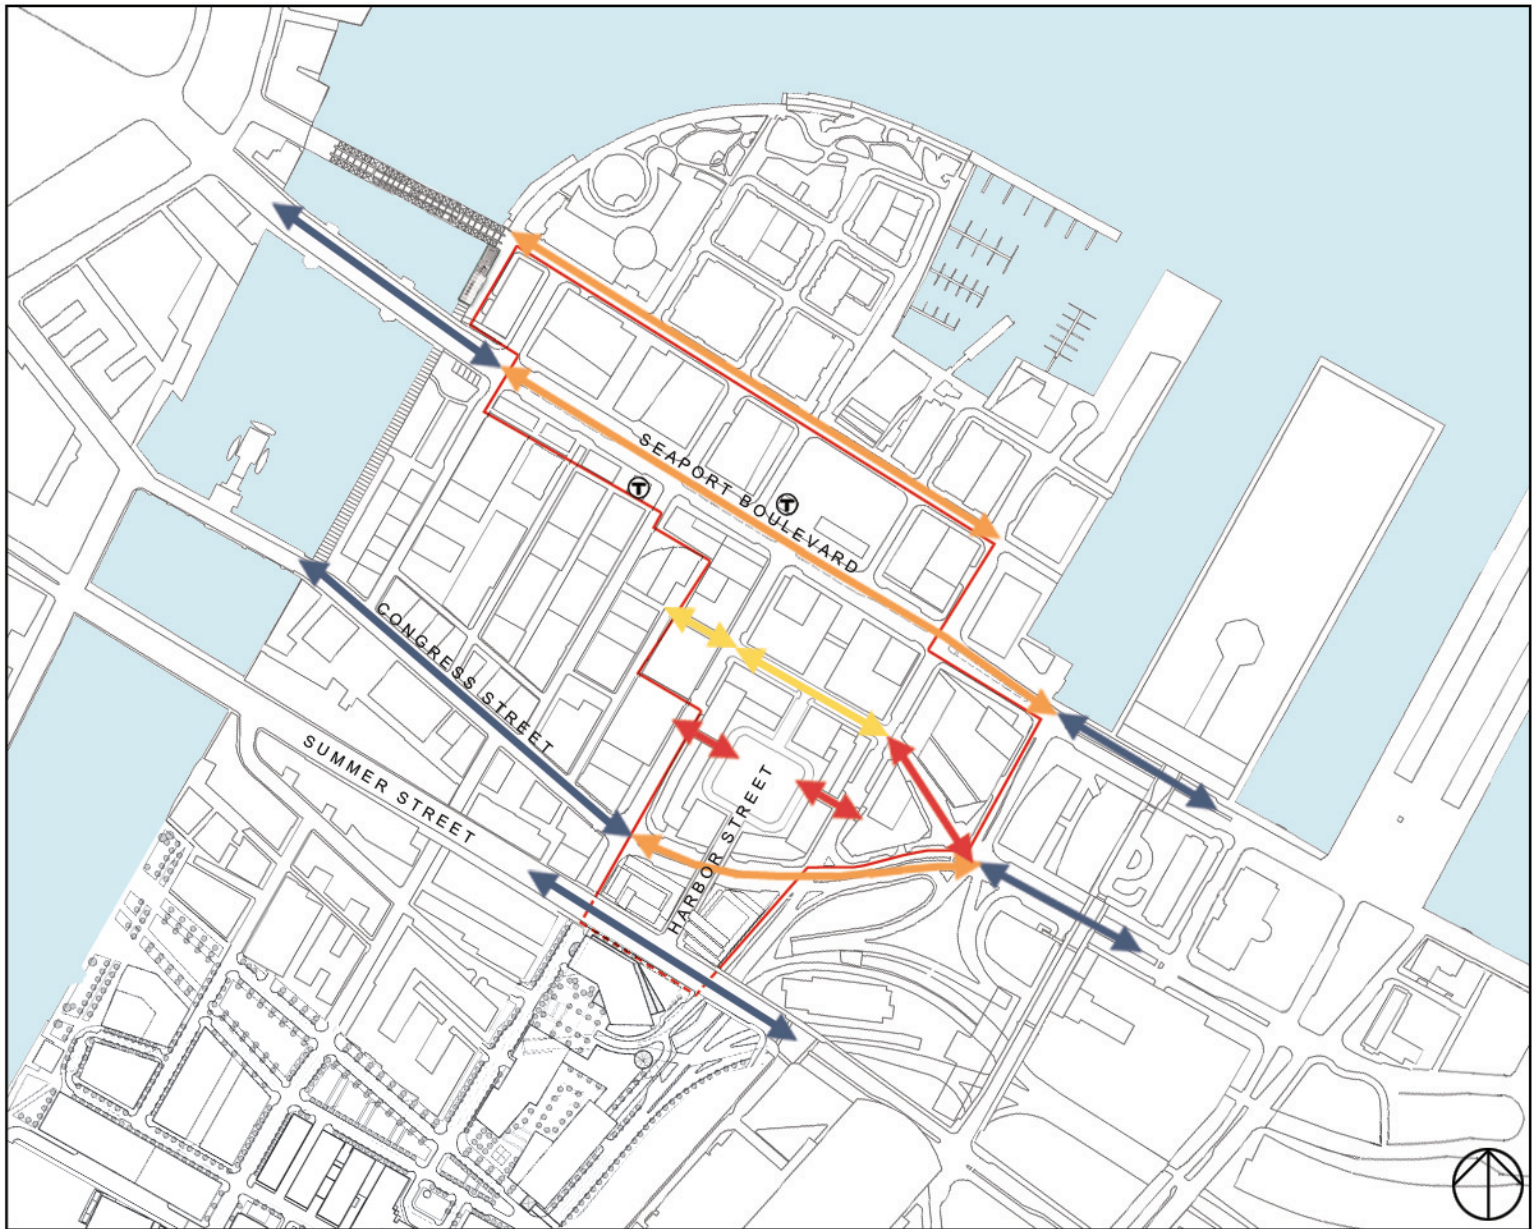 SEAPORT BOULEVARD
T
T
CONGRESS STREET
SUMMER STREET
HARBOR STREET